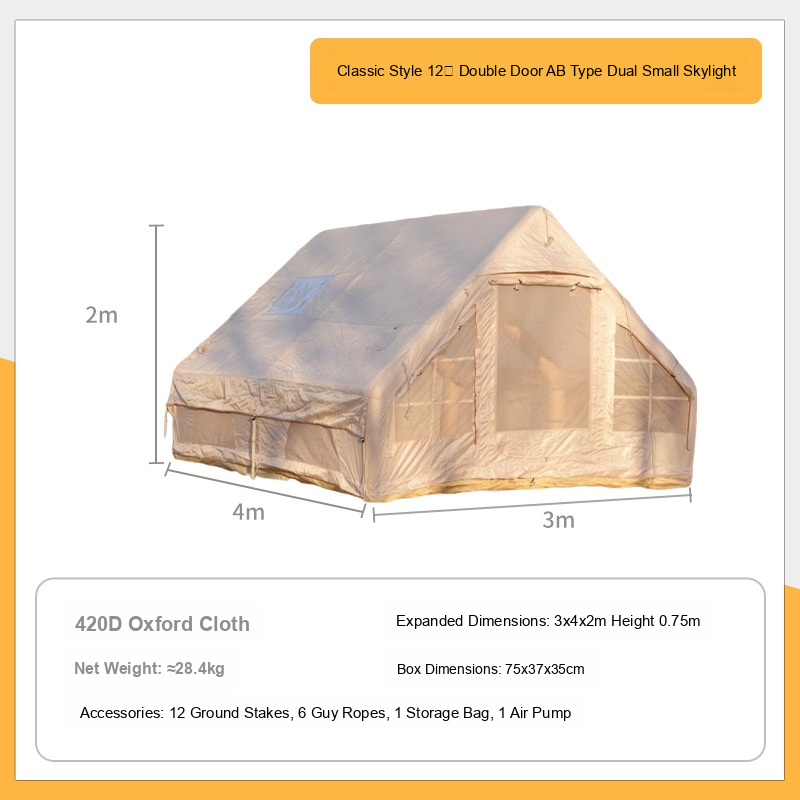 Classic Style 12□ Double Door AB Type Dual Small Skylight
2m
4m
3m
420D Oxford Cloth
Expanded Dimensions: 3x4x2m Height 0.75m
Net Weight: ≈28.4kg
Box Dimensions: 75x37x35cm
Accessories: 12 Ground Stakes, 6 Guy Ropes, 1 Storage Bag, 1 Air Pump